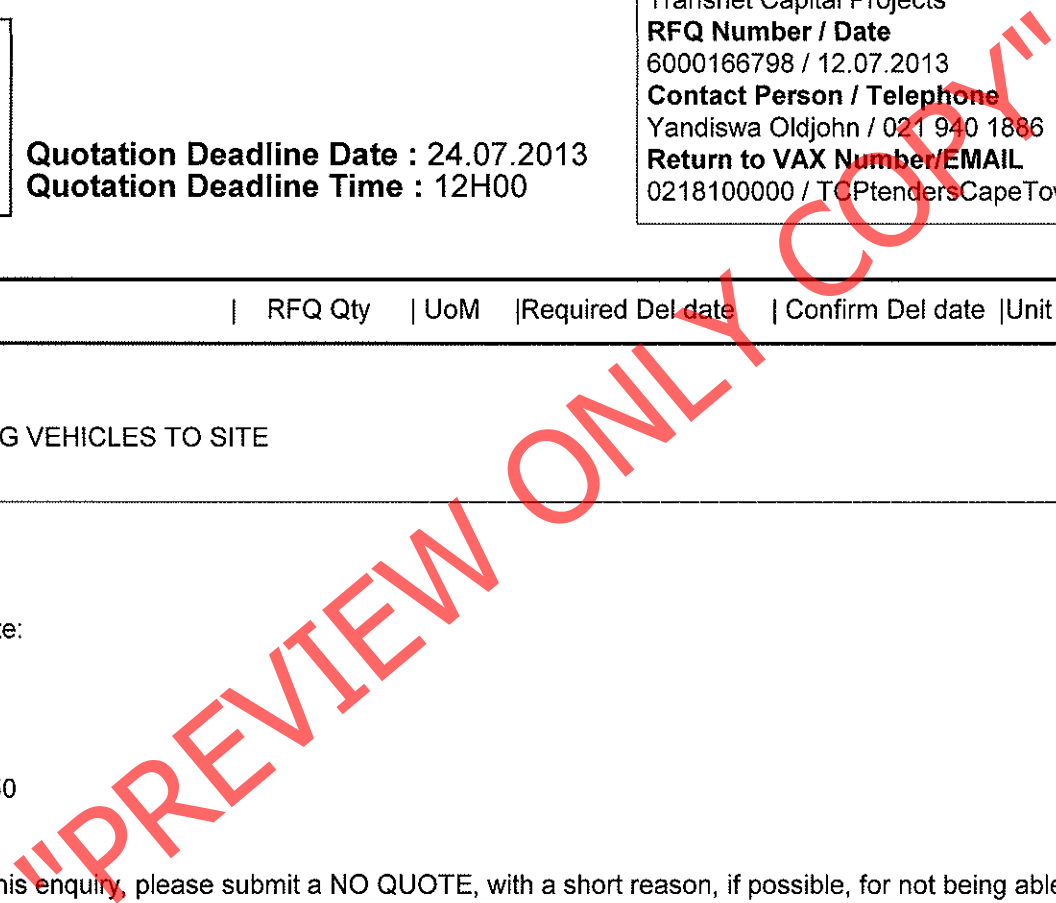 Transnet Capital Projects
RFQ Number / Date
6000166798 / 12.07.2013
Contact Person / Telephone
Yandiswa Oldjohn / 021 940 1886
Return to VAX Number/EMAIL
0218100000 / TCPtendersCapeTow
Quotation Deadline Date : 24.07.2013
Quotation Deadline Time : 12H00
| RFQ Qty | UoM |Required Del date | Confirm Del date |Unit
G VEHICLES TO SITE
e:
0
his enquiry, please submit a NO QUOTE, with a short reason, if possible, for not being able
"PREVIEW ONLY COPY"